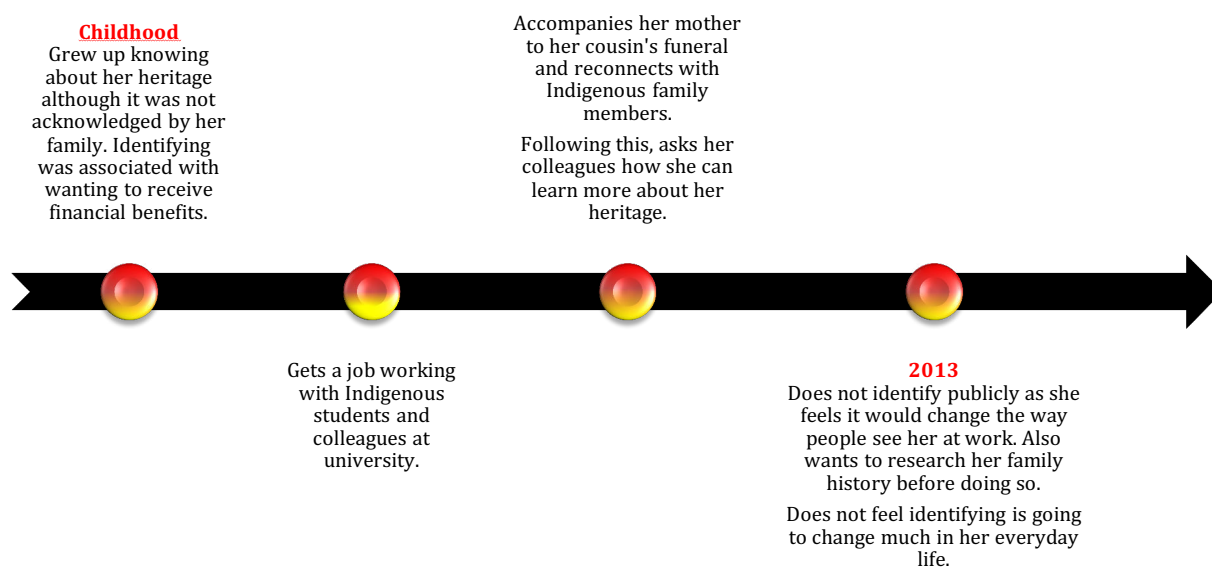 Childhood
Grew up knowing
about her heritage
although it was not
acknowledged by her
family. Identifying
was associated with
wanting to receive
financial benefits.
Gets a job working
with Indigenous
students and
colleagues at
university.
Accompanies her mother
to her cousin's funeral
and reconnects with
Indigenous family
members.
Following this, asks her
colleagues how she can
learn more about her
heritage.
2013
Does not identify publicly as she
feels it would change the way
people see her at work. Also
wants to research her family
history before doing so.
Does not feel identifying is going
to change much in her everyday
life.